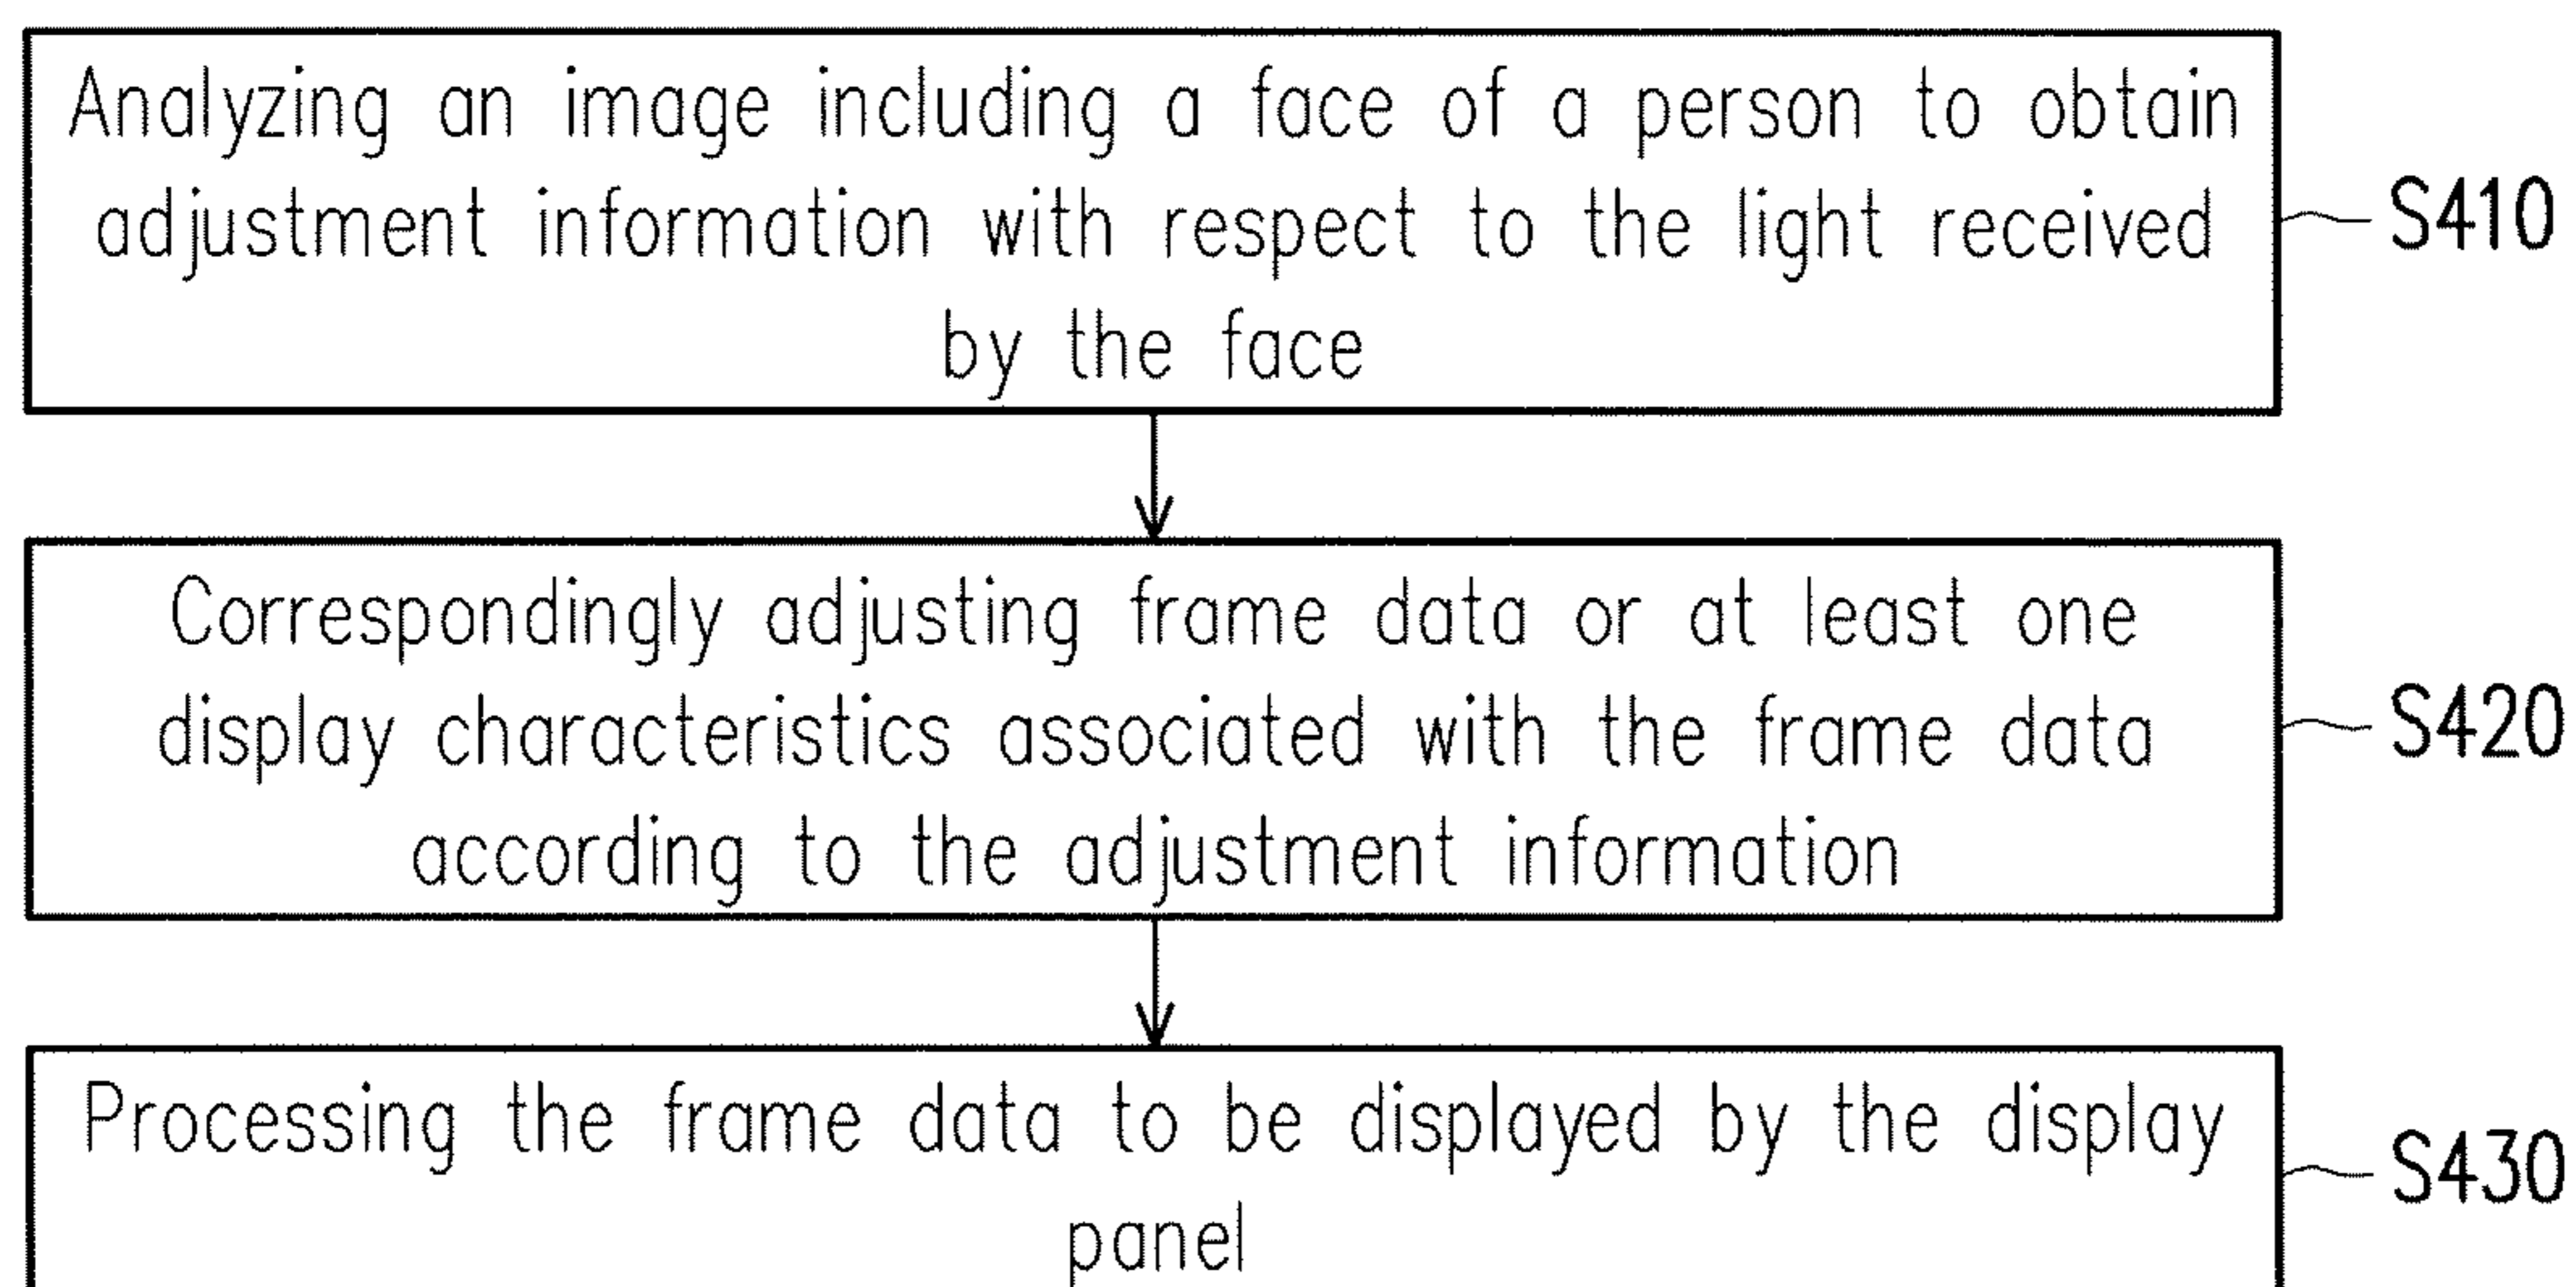 Analyzing an image including a face of a person to obtain
adjustment information with respect to the light received
by the face
S410
Correspondingly adjusting frame data or at least one
display characteristics associated with the frame data
according to the adjustment information
S420
Processing the frame data to be displayed by the display
panel
S430